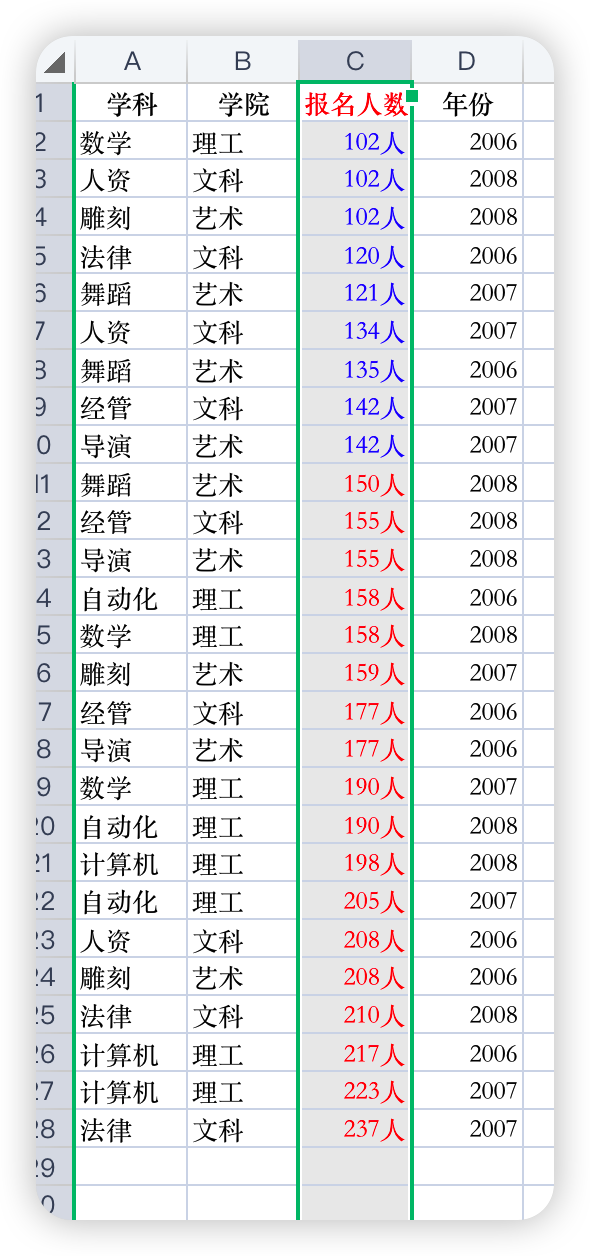 A B C D
1 学科 学院 报名人数 年份
2 数学 理工 102人 2006
3 人资 文科 102人 2008
4 雕刻 艺术 102人 2008
5 法律 文科 120人 2006
6 舞蹈 艺术 121人 2007
7 人资 文科 134人 2007
8 舞蹈 艺术 135人 2006
9 经管 文科 142人 2007
0 导演 艺术 142人 2007
11 舞蹈 艺术 150人 2008
2 经管 文科 155人 2008
3 导演 艺术 155人 2008
4 自动化 理工 158人 2006
5 数学 理工 158人 2008
6 雕刻 艺术 159人 2007
7 经管 文科 177人 2006
8 导演 艺术 177人 2006
9 数学 理工 190人 2007
20 自动化 理工 190人 2008
21 计算机 理工 198人 2008
22 自动化 理工 205人 2007
23 人资 文科 208人 2006
24 雕刻 艺术 208人 2006
25 法律 文科 210人 2008
26 计算机 理工 217人 2006
27 计算机 理工 223人 2007
28 法律 文科 237人 2007
29
0